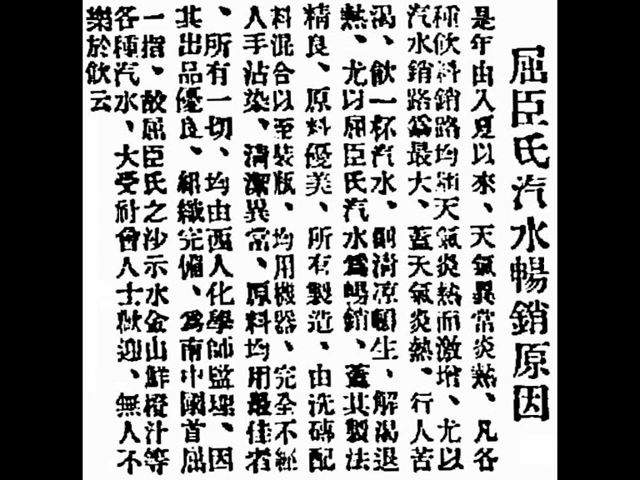 屈臣氏汽水暢銷原因
是年由入夏以來、天氣異常炎熱、凡各
種飲料銷路均隨天氣炎熱而激增、尤以
汽水銷路爲最大、蓋天氣炎熱、行人苦
渴、飲一杯汽水、則淸涼頓生、解渴退
熱、尤以屈臣氏汽水爲暢銷、蓋其製法
精良、原料優美、所有製造、由洗磚配
料混合以至裝瓶、均用機器、完全不經
人手沾染、淸潔異常、原料均用最佳者
、所有一切、均由西人化學師監理、因
其出品優良、組織完備、爲南中國首屈
一指、故屈臣氏之沙示水金山鮮橙汁等
各種汽水、大受社會人士歡迎、無人不
樂於飲云